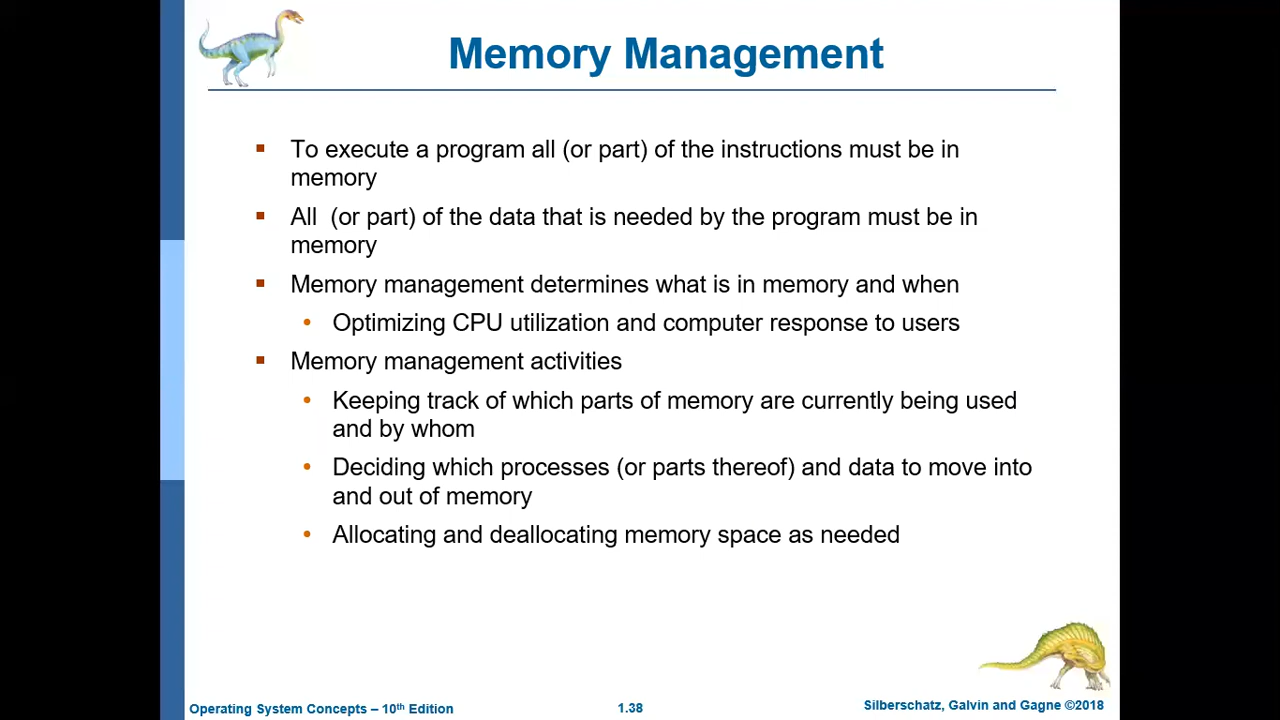 Memory Management
▪ To execute a program all (or part) of the instructions must be in
memory
▪ All (or part) of the data that is needed by the program must be in
memory
▪ Memory management determines what is in memory and when
• Optimizing CPU utilization and computer response to users
▪ Memory management activities
• Keeping track of which parts of memory are currently being used
and by whom
• Deciding which processes (or parts thereof) and data to move into
and out of memory
• Allocating and deallocating memory space as needed
Operating System Concepts – 10th Edition
1.38
Silberschatz, Galvin and Gagne ©2018